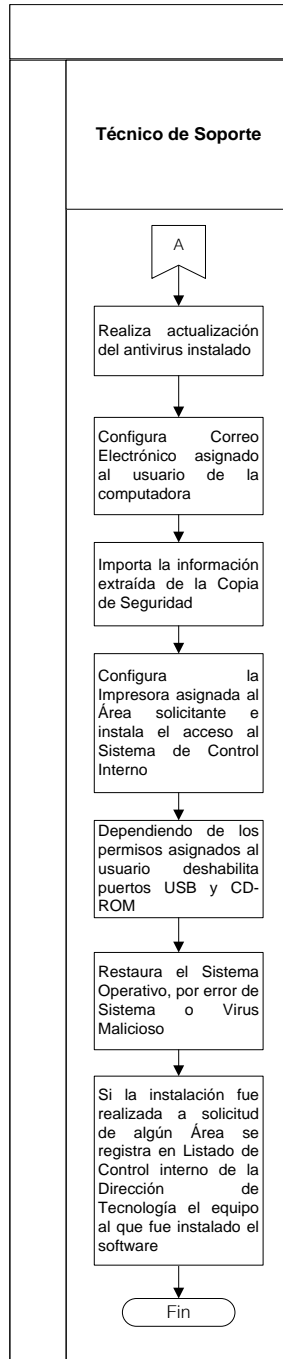 Técnico de Soporte
A
Realiza actualización
del antivirus instalado
Configura Correo
Electrónico asignado
al usuario de la
computadora
Importa la información
extraída de la Copia
de Seguridad
Configura la
Impresora asignada al
Área solicitante e
instala el acceso al
Sistema de Control
Interno
Dependiendo de los
permisos asignados al
usuario deshabilita
puertos USB y CD-
ROM
Restaura el Sistema
Operativo, por error de
Sistema o Virus
Malicioso
Si la instalación fue
realizada a solicitud
de algún Área se
registra en Listado de
Control interno de la
Dirección de
Tecnología el equipo
al que fue instalado el
software
Fin